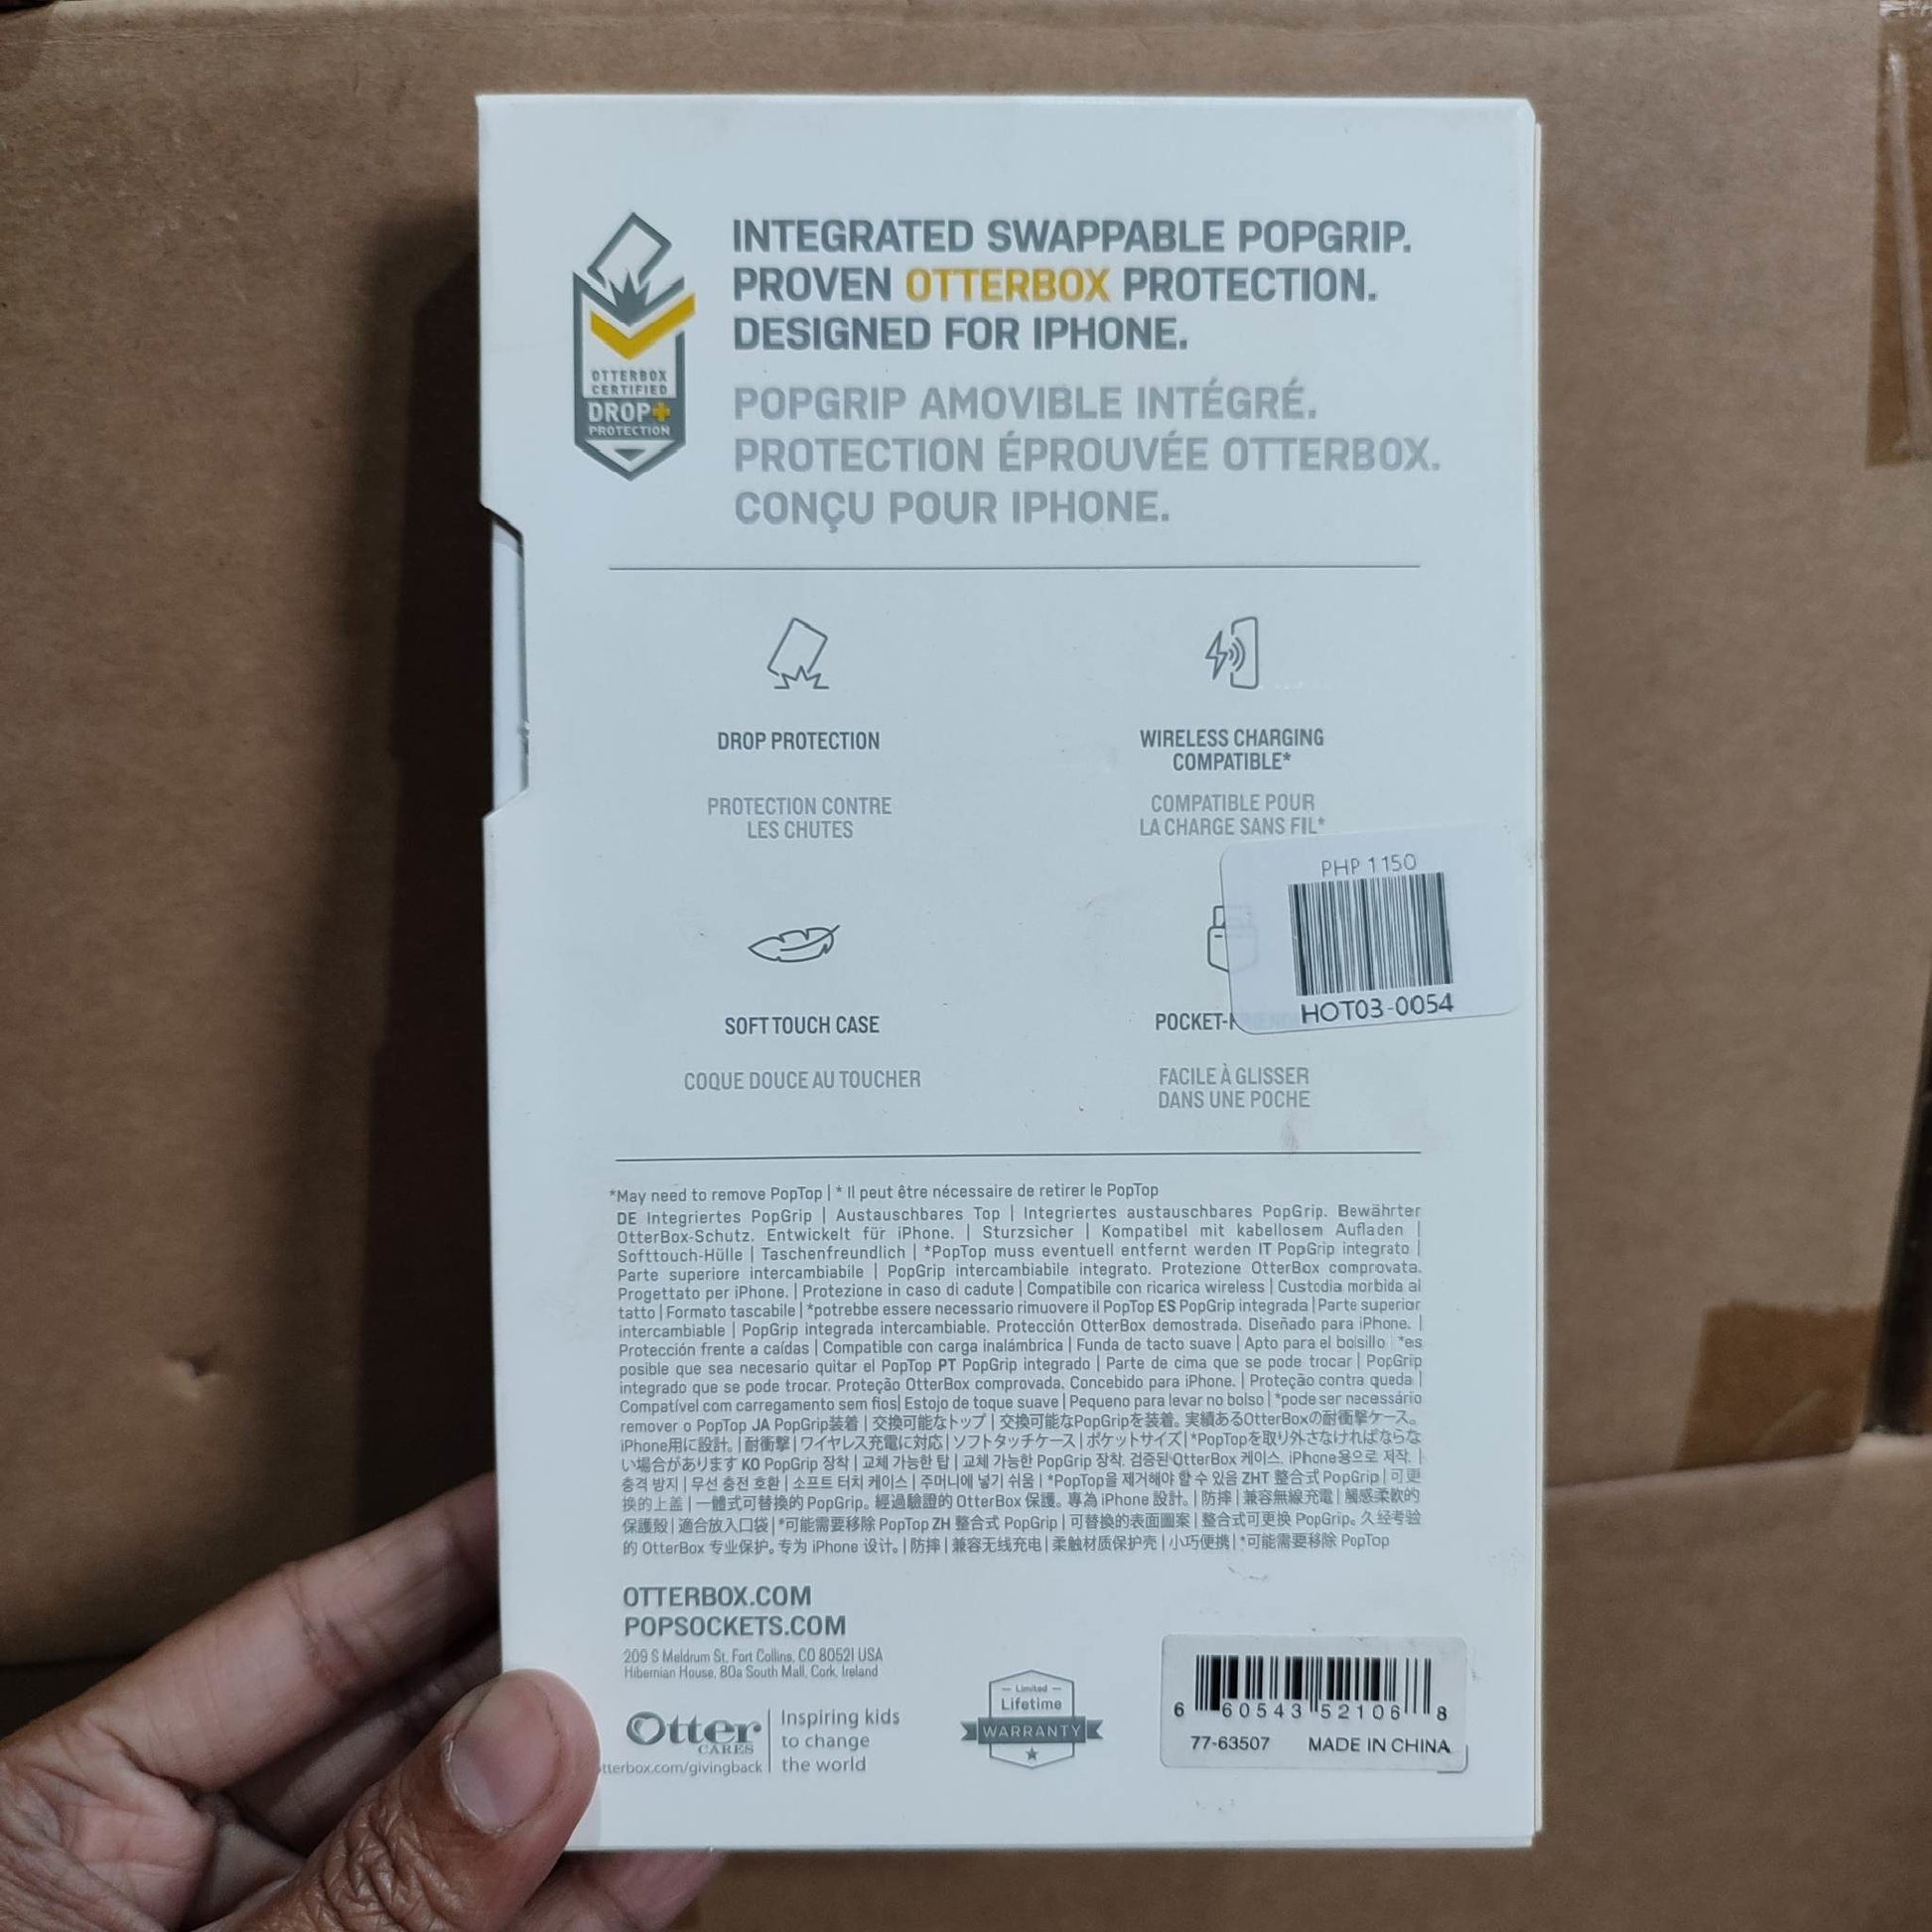 INTEGRATED SWAPPABLE POPGRIP.
PROVEN OTTERBOX PROTECTION.
DESIGNED FOR IPHONE.
POPGRIP AMOVIBLE INTÉGRÉ.
PROTECTION ÉPROUVÉE OTTERBOX.
CONÇU POUR IPHONE.
OTTERBOX
CERTIFIED
DROP+
PROTECTION
DROP PROTECTION
PROTECTION CONTRE
LES CHUTES
WIRELESS CHARGING
COMPATIBLE*
COMPATIBLE POUR
LA CHARGE SANS FIL*
PHP 1150
HOT03-0054
SOFT TOUCH CASE
COQUE DOUCE AU TOUCHER
POCKET-FRIENDLY
FACILE À GLISSER
DANS UNE POCHE
*May need to remove PopTop | * Il peut être nécessaire de retirer le PopTop
DE Integriertes PopGrip | Austauschbares Top | Integriertes austauschbares PopGrip. Bewährter
OtterBox-Schutz. Entwickelt für iPhone. | Sturzsicher | Kompatibel mit kabellosem Aufladen |
Softtouch-Hülle | Taschenfreundlich | *PopTop muss eventuell entfernt werden IT PopGrip integrato |
Parte superiore intercambiabile | PopGrip intercambiabile integrato. Protezione OtterBox comprovata.
Progettato per iPhone. | Protezione in caso di cadute | Compatibile con ricarica wireless | Custodia morbida al
tatto | Formato tascabile | *potrebbe essere necessario rimuovere il PopTop ES PopGrip integrada | Parte superior
intercambiable | PopGrip integrada intercambiable. Protección OtterBox demostrada. Diseñado para iPhone. |
Protección frente a caídas | Compatible con carga inalámbrica | Funda de tacto suave | Apto para el bolsillo | *es
posible que sea necesario quitar el PopTop PT PopGrip integrado | Parte de cima que se pode trocar | PopGrip
integrado que se pode trocar. Proteção OtterBox comprovada. Concebido para iPhone. | Proteção contra queda |
Compatível com carregamento sem fios| Estojo de toque suave | Pequeno para levar no bolso | *pode ser necessário
remover o PopTop JA PopGrip装着 | 交換可能なトップ | 交換可能なPopGripを装着。実績あるOtterBoxの耐衝撃ケース。
iPhone用に設計。 | 耐衝撃 | ワイヤレス充電に対応 | ソフトタッチケース | ポケットサイズ | *PopTopを取り外さなければならな
い場合があります KO PopGrip 장착 | 교체 가능한 탑 | 교체 가능한 PopGrip 장착. 검증된 OtterBox 케이스. iPhone용으로 제작. |
충격 방지 | 무선 충전 호환 | 소프트 터치 케이스 | 주머니에 넣기 쉬움 | *PopTop을 제거해야 할 수 있음 ZHT 整合式 PopGrip | 可更
換的上蓋 | 一體式可替換的 PopGrip。經過驗證的 OtterBox 保護。專為 iPhone 設計。 | 防摔 | 兼容無線充電 | 觸感柔軟的
保護殼 | 適合放入口袋 | *可能需要移除 PopTop ZH 整合式 PopGrip | 可替換的表面圖案 | 整合式可更换 PopGrip。久经考验
的 OtterBox 专业保护。专为 iPhone 设计。 | 防摔 | 兼容无线充电 | 柔触材质保护壳 | 小巧便携 | *可能需要移除 PopTop
OTTERBOX.COM
POPSOCKETS.COM
209 S Meldrum St, Fort Collins, CO 80521 USA
Hibernian House, 80a South Mall, Cork, Ireland
Otter
CARES
tterbox.com/givingback
Inspiring kids
to change
the world
Limited
Lifetime
WARRANTY
6 60543 52106 8
77-63507 MADE IN CHINA